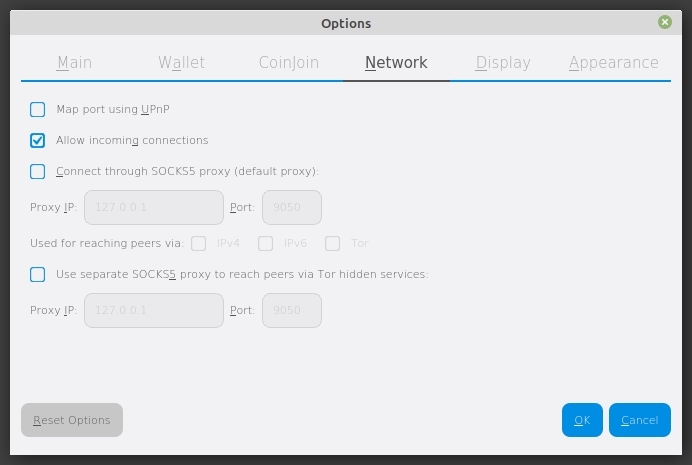 Options
Main Wallet CoinJoin Network Display Appearance
Map port using UPnP
Allow incoming connections
Connect through SOCKS5 proxy (default proxy):
Proxy IP: 127.0.0.1 Port: 9050
Used for reaching peers via: IPv4 IPv6 Tor
Use separate SOCKS5 proxy to reach peers via Tor hidden services:
Proxy IP: 127.0.0.1 Port: 9050
Reset Options OK Cancel